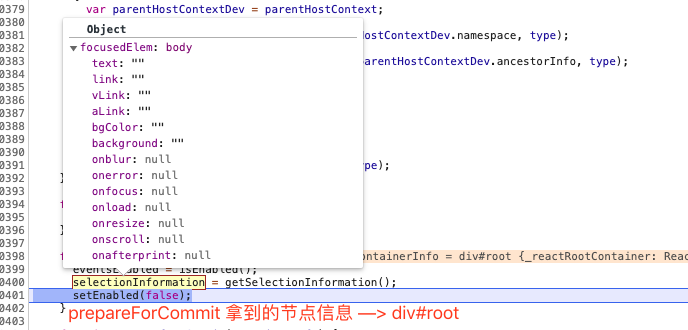 0379 var parentHostContextDev = parentHostContext;
0380 Object
0381 HostContextDev.namespace, type);
0382 focusedElem: body
0383 text: "" parentHostContextDev.ancestorInfo, type);
0384 link: ""
0385 vLink: ""
0386 aLink: ""
0387 bgColor: ""
0388 background: ""
0389 onblur: null
0390 onerror: null
0391 ype);
0392 } onfocus: null
0393 onload: null
0394 onresize: null
0395 } onscroll: null
0396 onafterprint: null
0398 ontainerInfo = div#root {_reactRootContainer: Reac
0399 eventsEnabled = isEnabled();
0400 selectionInformation = getSelectionInformation();
0401 setEnabled(false);
0402 } prepareForCommit 拿到的节点信息 —> div#root